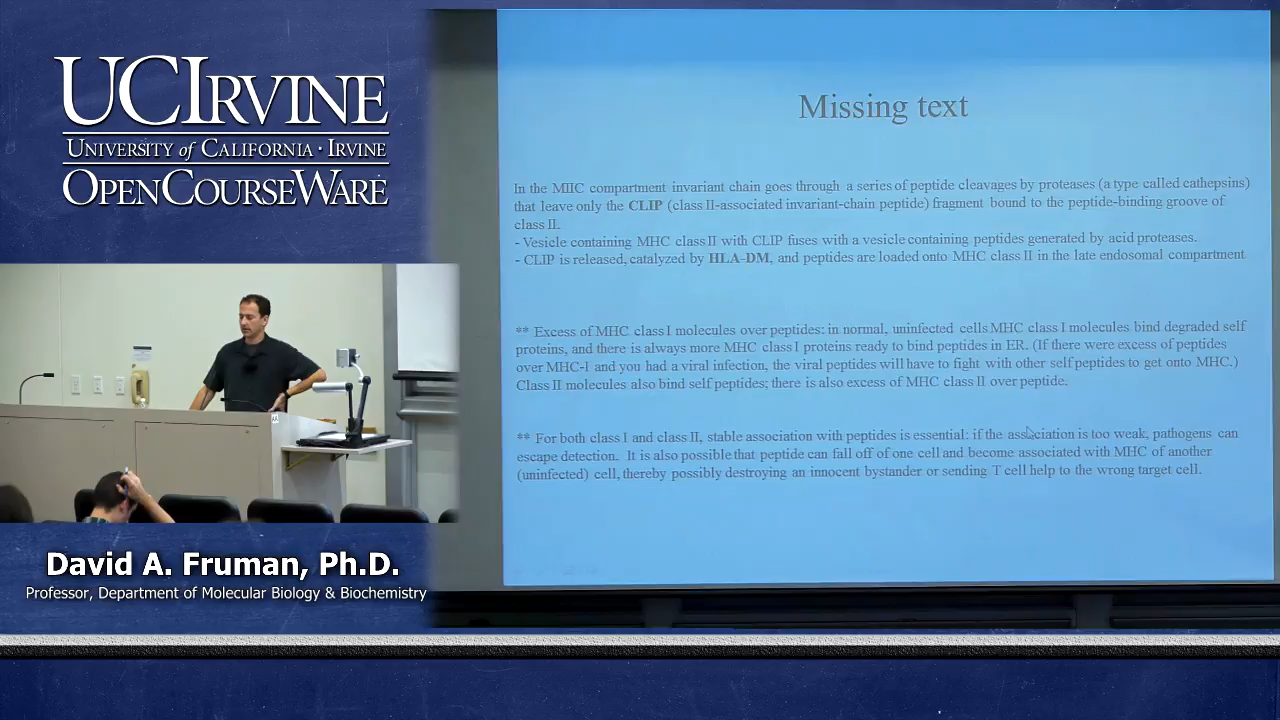 UCIRVINE
UNIVERSITY of CALIFORNIA · IRVINE
OPENCOURSEWARE
Missing text
In the MIIC compartment invariant chain goes through a series of peptide cleavages by proteases (a type called cathepsins)
that leave only the CLIP (class II-associated invariant-chain peptide) fragment bound to the peptide-binding groove of
class II.
- Vesicle containing MHC class II with CLIP fuses with a vesicle containing peptides generated by acid proteases.
- CLIP is released, catalyzed by HLA-DM, and peptides are loaded onto MHC class II in the late endosomal compartment
** Excess of MHC class I molecules over peptides: in normal, uninfected cells MHC class I molecules bind degraded self
proteins, and there is always more MHC class I proteins ready to bind peptides in ER. (If there were excess of peptides
over MHC-I and you had a viral infection, the viral peptides will have to fight with other self peptides to get onto MHC.)
Class II molecules also bind self peptides; there is also excess of MHC class II over peptide.
** For both class I and class II, stable association with peptides is essential: if the association is too weak, pathogens can
escape detection. It is also possible that peptide can fall off of one cell and become associated with MHC of another
(uninfected) cell, thereby possibly destroying an innocent bystander or sending T cell help to the wrong target cell.
David A. Fruman, Ph.D.
Professor, Department of Molecular Biology & Biochemistry